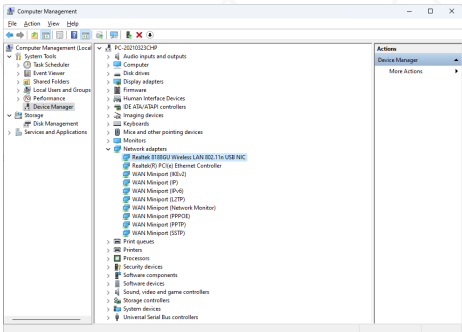 Computer Management
File Action View Help
Computer Management (Local
System Tools
Task Scheduler
Event Viewer
Shared Folders
Local Users and Groups
Performance
Device Manager
Storage
Disk Management
Services and Applications
PC-20210323CHIP
Audio inputs and outputs
Computer
Disk drives
Display adapters
Firmware
Human Interface Devices
IDE ATA/ATAPI controllers
Imaging devices
Keyboards
Mice and other pointing devices
Monitors
Network adapters
Realtek 8188GU Wireless LAN 802.11n USB NIC
Realtek(R) PCI(e) Ethernet Controller
WAN Miniport (IKEv2)
WAN Miniport (IP)
WAN Miniport (IPv6)
WAN Miniport (L2TP)
WAN Miniport (Network Monitor)
WAN Miniport (PPPOE)
WAN Miniport (PPTP)
WAN Miniport (SSTP)
Print queues
Printers
Processors
Security devices
Software components
Software devices
Sound, video and game controllers
Storage controllers
System devices
Universal Serial Bus controllers
Actions
Device Manager
More Actions